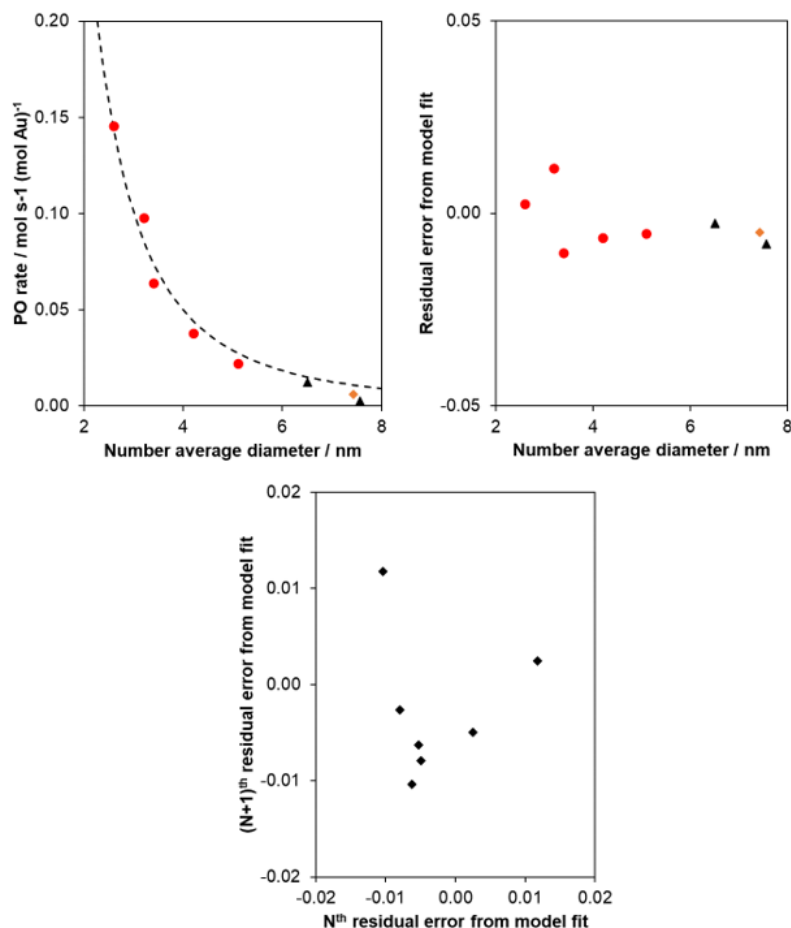 PO rate / mol s-1 (mol Au)⁻¹
0.20
0.15
0.10
0.05
0.00
2 4 6 8
Number average diameter / nm
Residual error from model fit
0.05
0.00
-0.05
2 4 6 8
Number average diameter / nm
(N+1)ᵗʰ residual error from model fit
0.02
0.01
0.00
-0.01
-0.02
-0.02 -0.01 0.00 0.01 0.02
Nᵗʰ residual error from model fit